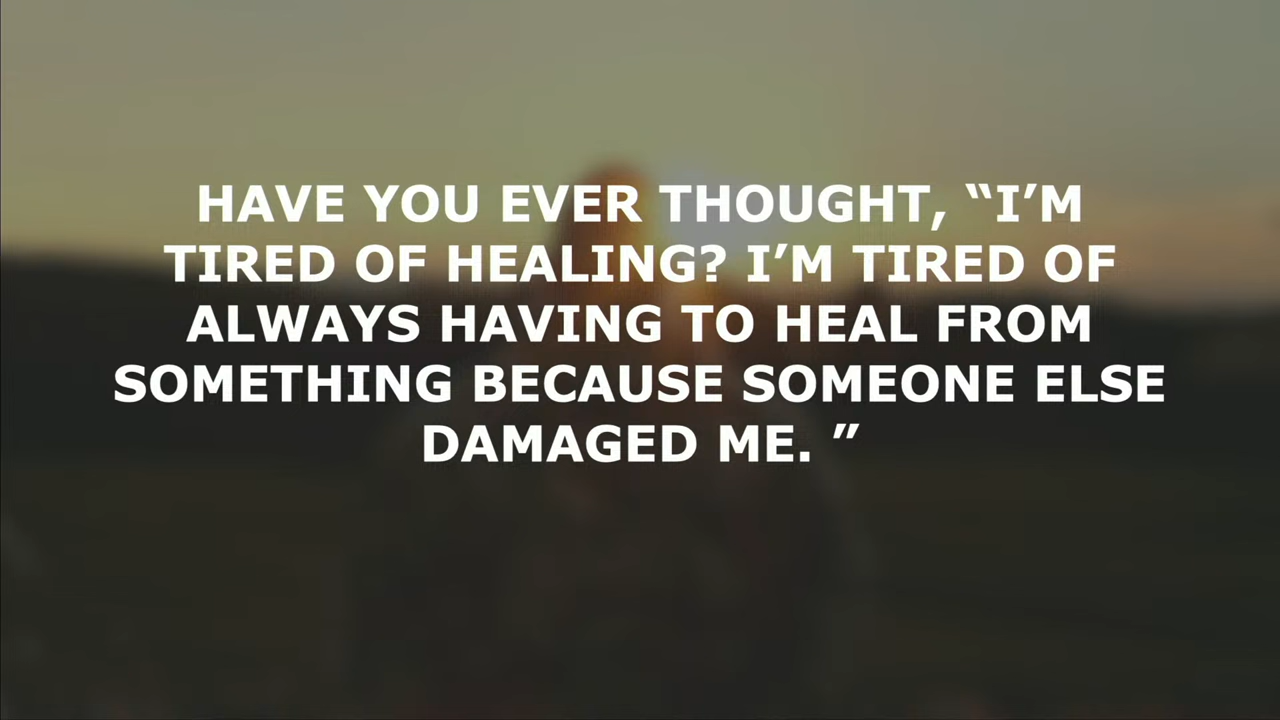 HAVE YOU EVER THOUGHT, “I’M
TIRED OF HEALING? I’M TIRED OF
ALWAYS HAVING TO HEAL FROM
SOMETHING BECAUSE SOMEONE ELSE
DAMAGED ME. ”